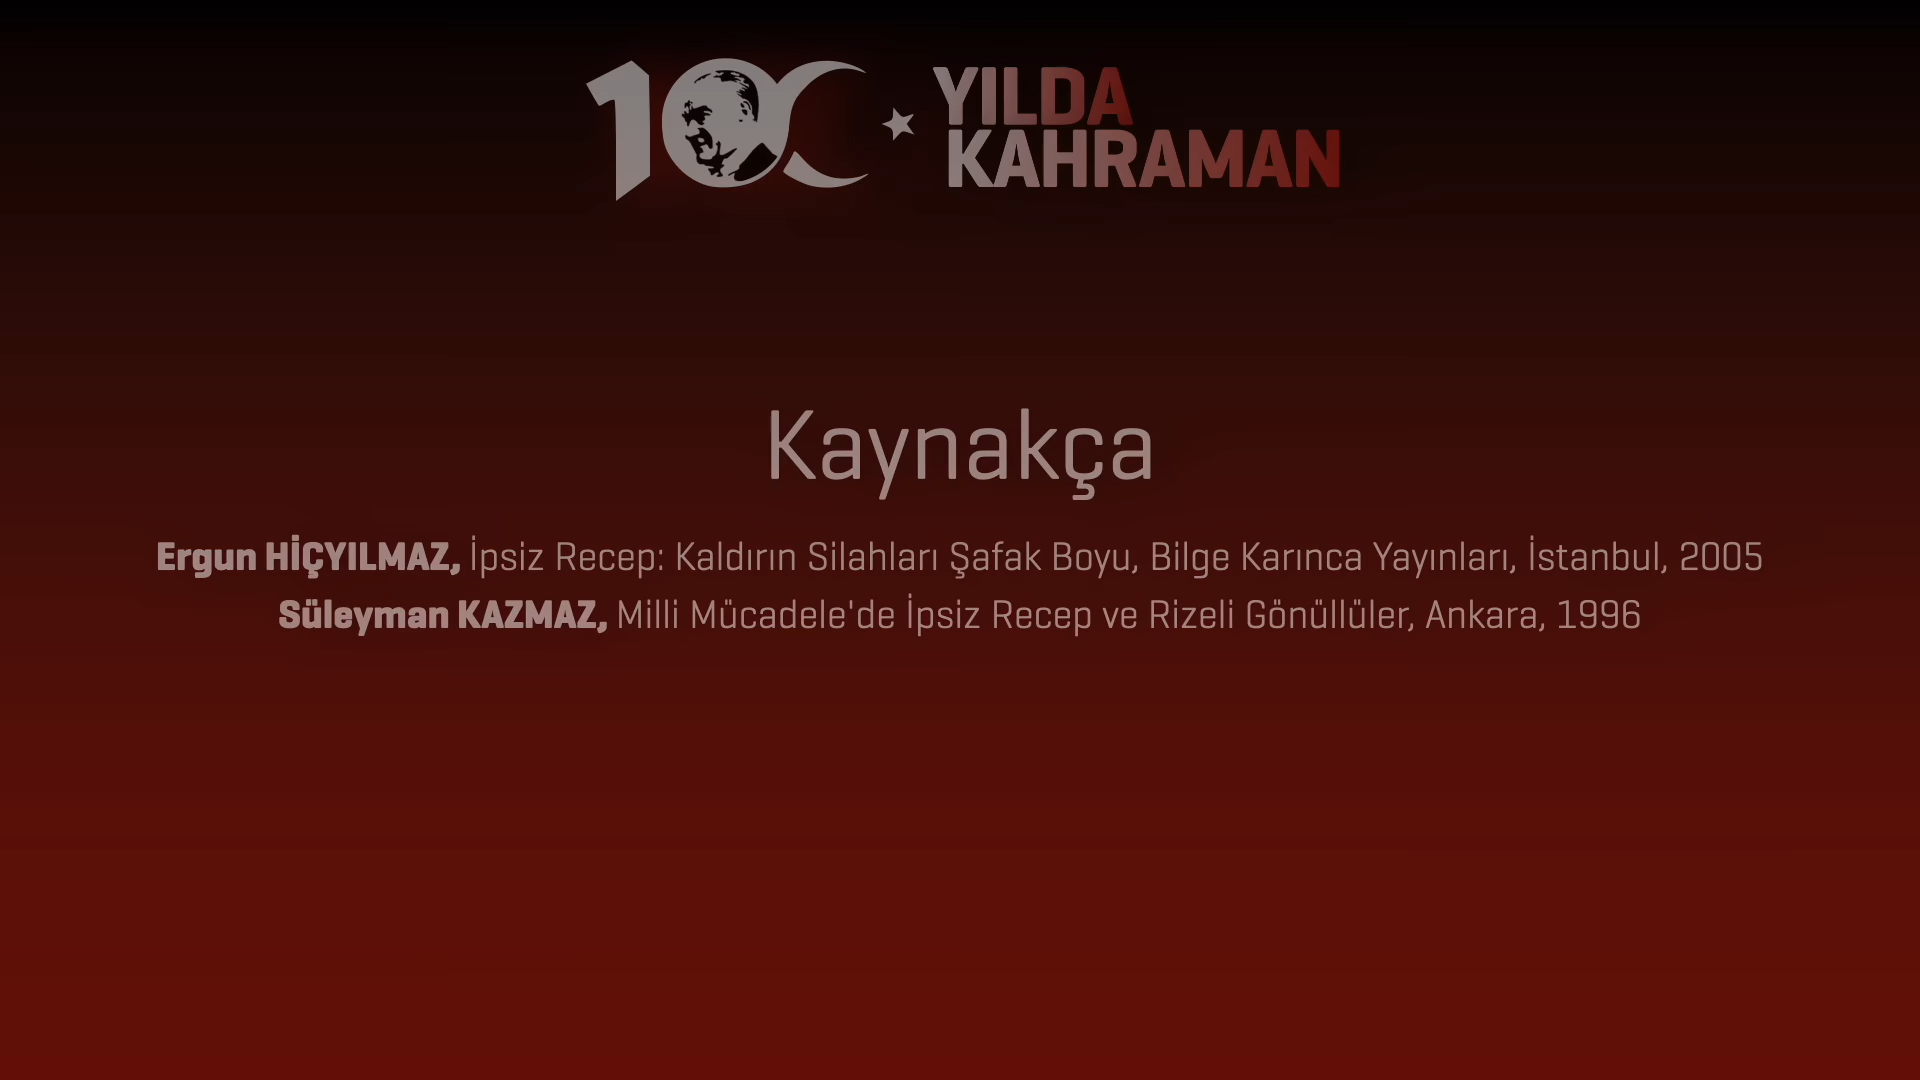 100 YILDA
KAHRAMAN
Kaynakça
Ergun HİÇYILMAZ, İpsiz Recep: Kaldırın Silahları Şafak Boyu, Bilge Karınca Yayınları, İstanbul, 2005
Süleyman KAZMAZ, Milli Mücadele'de İpsiz Recep ve Rizeli Gönüllüler, Ankara, 1996